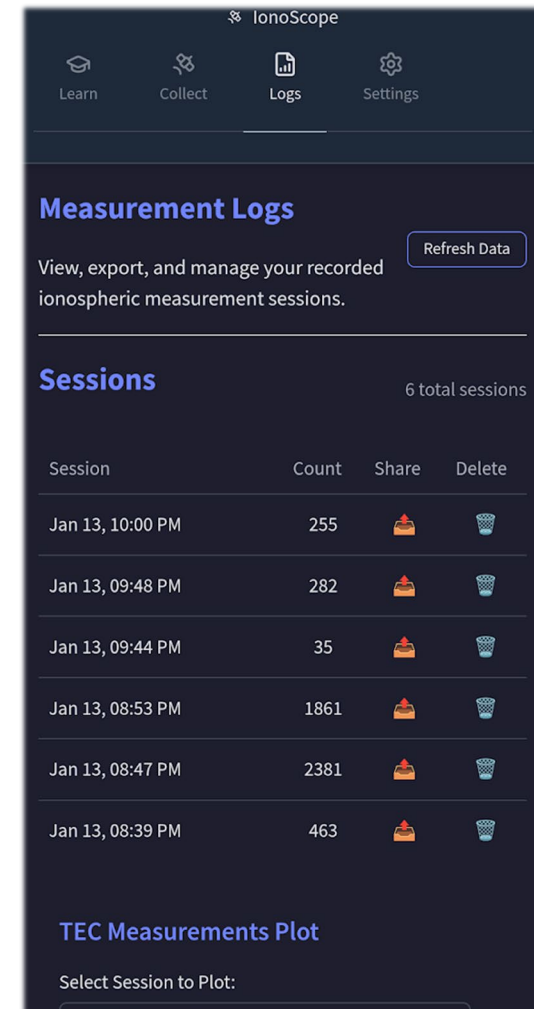 IonoScope
Learn Collect Logs Settings
Measurement Logs
Refresh Data
View, export, and manage your recorded
ionospheric measurement sessions.
Sessions
6 total sessions
Session Count Share Delete
Jan 13, 10:00 PM 255
Jan 13, 09:48 PM 282
Jan 13, 09:44 PM 35
Jan 13, 08:53 PM 1861
Jan 13, 08:47 PM 2381
Jan 13, 08:39 PM 463
TEC Measurements Plot
Select Session to Plot: